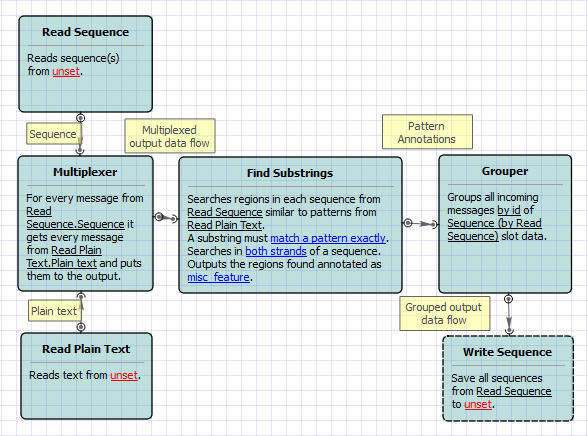 Read Sequence
Reads sequence(s)
from unset.
Sequence
Multiplexed
output data flow
Pattern
Annotations
Multiplexer
For every message from
Read
Sequence.Sequence it
gets every message
from Read Plain
Text.Plain text and puts
them to the output.
Find Substrings
Searches regions in each sequence from
Read Sequence similar to patterns from
Read Plain Text.
A substring must match a pattern exactly.
Searches in both strands of a sequence.
Outputs the regions found annotated as
misc_feature.
Grouper
Groups all incoming
messages by id of
Sequence (by Read
Sequence) slot data.
Plain text
Grouped output
data flow
Read Plain Text
Reads text from unset.
Write Sequence
Save all sequences
from Read Sequence
to unset.